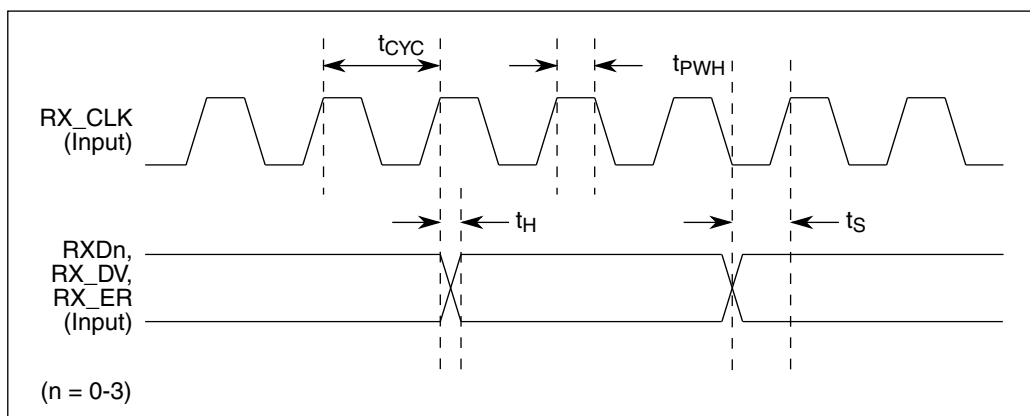 tCYC
tPWH
RX_CLK
(Input)
tH
tS
RXDn,
RX_DV,
RX_ER
(Input)
(n = 0-3)